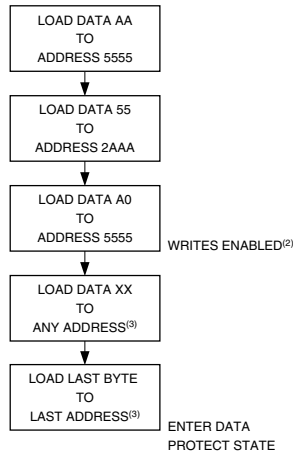 LOAD DATA AA
TO
ADDRESS 5555
LOAD DATA 55
TO
ADDRESS 2AAA
LOAD DATA A0
TO
ADDRESS 5555
WRITES ENABLED(2)
LOAD DATA XX
TO
ANY ADDRESS(3)
LOAD LAST BYTE
TO
LAST ADDRESS(3)
ENTER DATA
PROTECT STATE